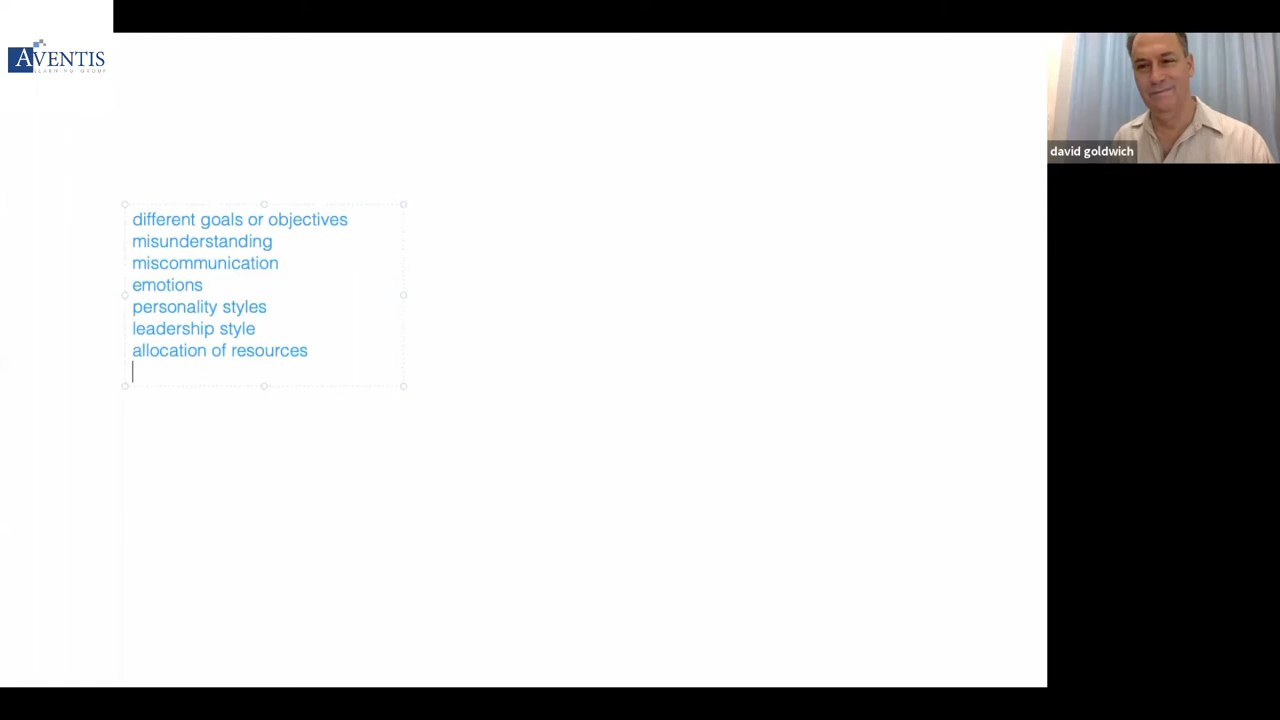 AVENTIS
LEARNING GROUP
david goldwich
different goals or objectives
misunderstanding
miscommunication
emotions
personality styles
leadership style
allocation of resources